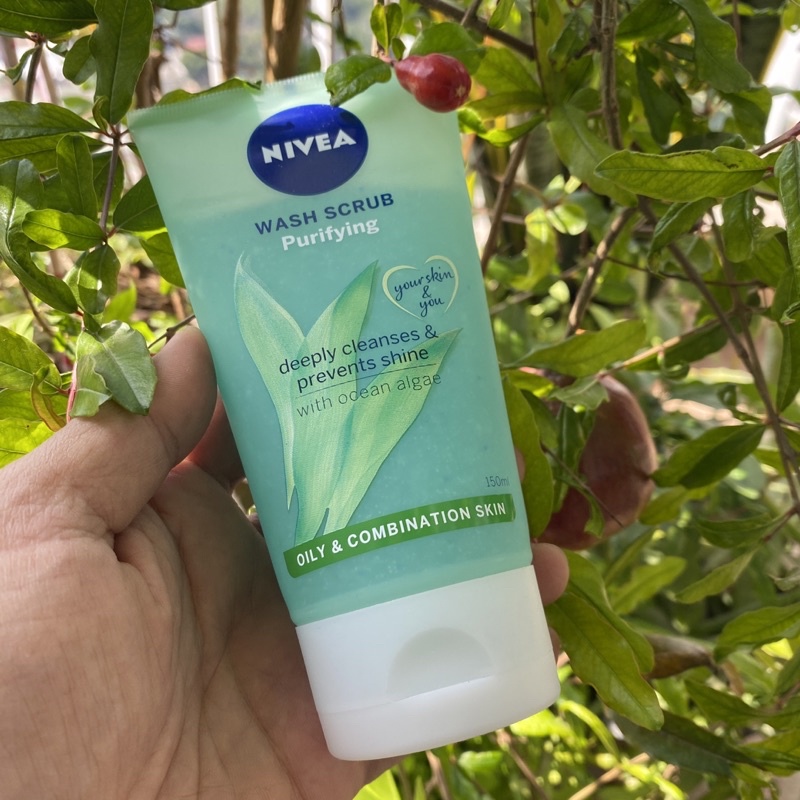 NIVEA
WASH SCRUB
Purifying
your skin
&
you
deeply cleanses &
prevents shine
with ocean algae
150ml
OILY & COMBINATION SKIN